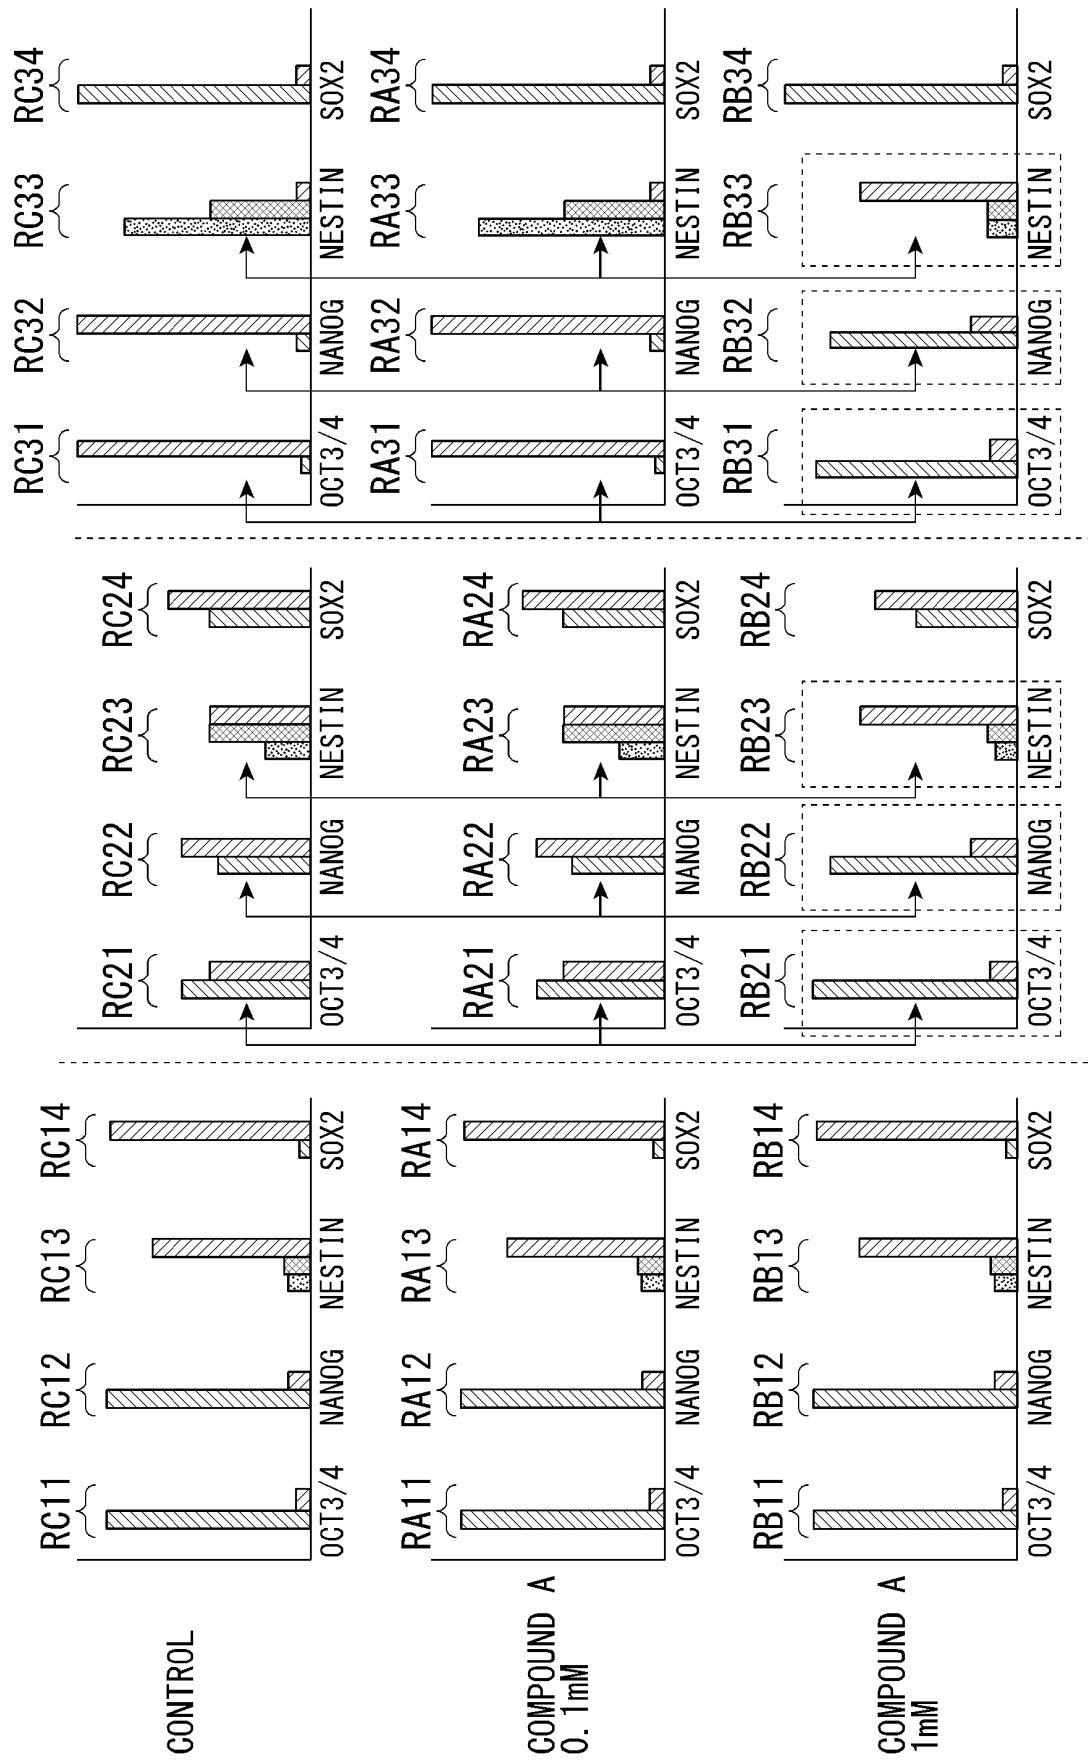 CONTROL
RC11
RC12
RC13
RC14
OCT3/4
NANOG
NESTIN
SOX2
RC21
RC22
RC23
RC24
OCT3/4
NANOG
NESTIN
SOX2
RC31
RC32
RC33
RC34
OCT3/4
NANOG
NESTIN
SOX2
COMPOUND A
0. 1mM
RA11
RA12
RA13
RA14
OCT3/4
NANOG
NESTIN
SOX2
RA21
RA22
RA23
RA24
OCT3/4
NANOG
NESTIN
SOX2
RA31
RA32
RA33
RA34
OCT3/4
NANOG
NESTIN
SOX2
COMPOUND A
1mM
RB11
RB12
RB13
RB14
OCT3/4
NANOG
NESTIN
SOX2
RB21
RB22
RB23
RB24
OCT3/4
NANOG
NESTIN
SOX2
RB31
RB32
RB33
RB34
OCT3/4
NANOG
NESTIN
SOX2